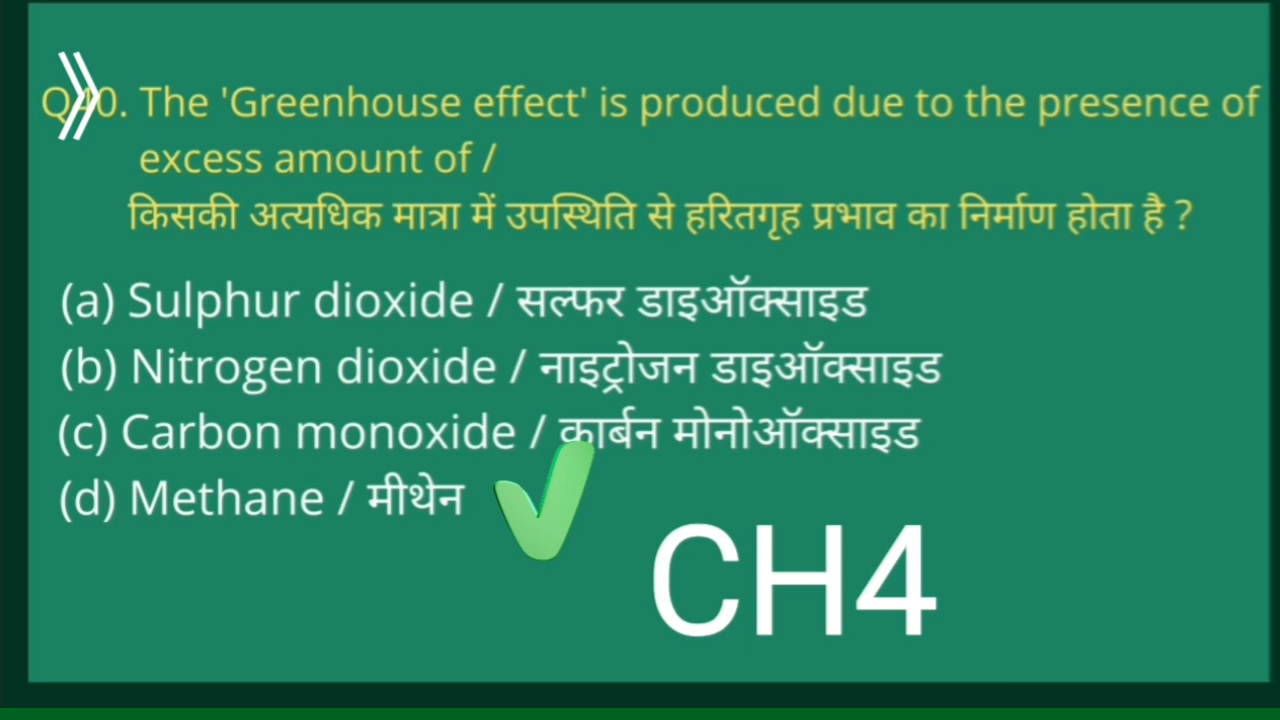 Q40. The 'Greenhouse effect' is produced due to the presence of
excess amount of /
किसकी अत्यधिक मात्रा में उपस्थिति से हरितगृह प्रभाव का निर्माण होता है ?
(a) Sulphur dioxide / सल्फर डाइऑक्साइड
(b) Nitrogen dioxide / नाइट्रोजन डाइऑक्साइड
(c) Carbon monoxide / कार्बन मोनोऑक्साइड
(d) Methane / मीथेन
CH4